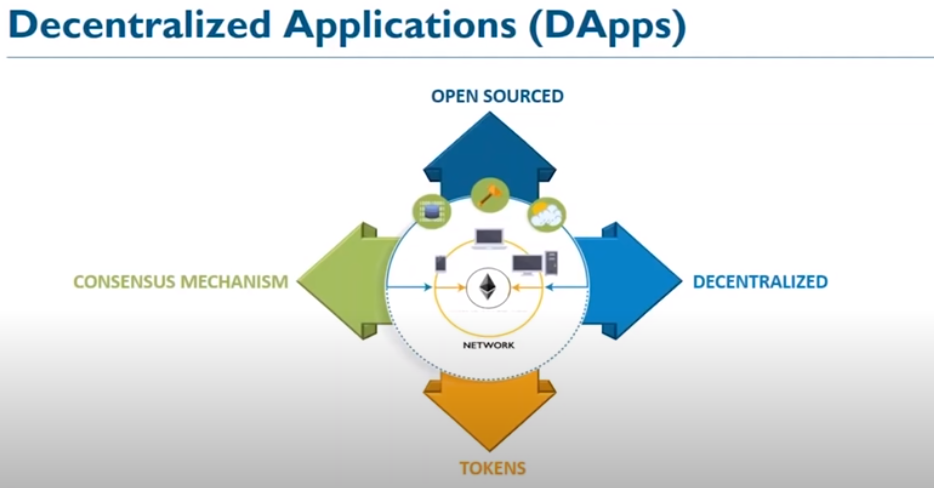 Decentralized Applications (DApps)
OPEN SOURCED
CONSENSUS MECHANISM
DECENTRALIZED
NETWORK
TOKENS